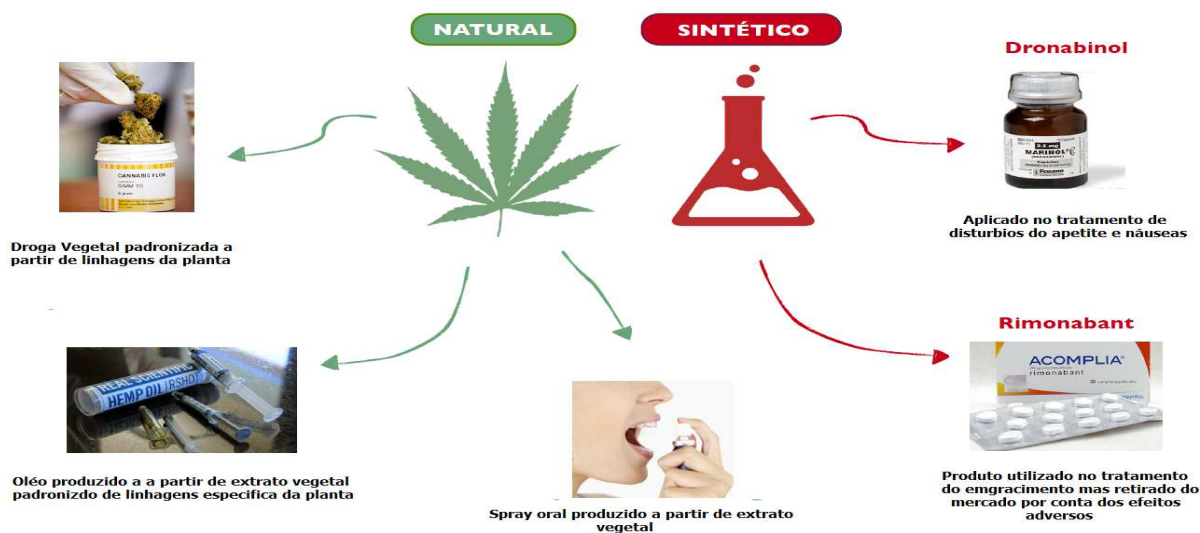 NATURAL
SINTÉTICO
Dronabinol
CANNABIS FLOS
MARINOL®
Droga Vegetal padronizada a
partir de linhagens da planta
Aplicado no tratamento de
disturbios do apetite e náuseas
Rimonabant
REAL SCIENTIFIC
HEMP OIL RSHO
ACOMPLIA®
rimonabant
Oléo produzido a a partir de extrato vegetal
padronizdo de linhagens especifica da planta
Spray oral produzido a partir de extrato
vegetal
Produto utilizado no tratamento
do emgracimento mas retirado do
mercado por conta dos efeitos
adversos